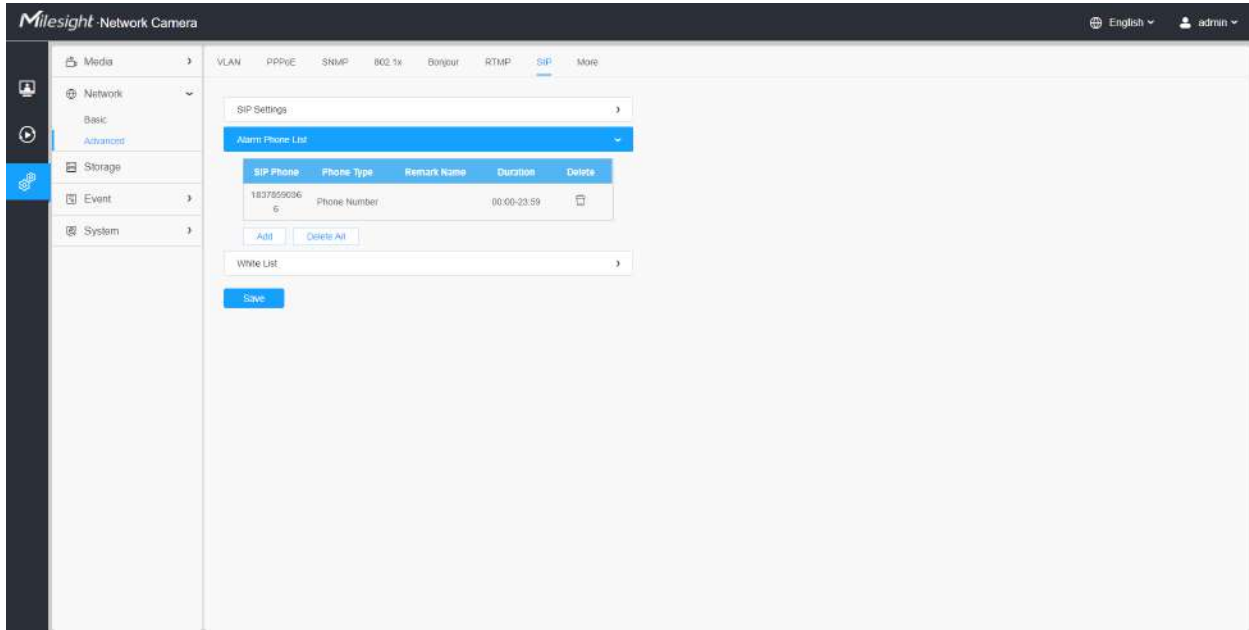 Milesight Network Camera
English
admin
Media
Network
Basic
Advanced
Storage
Event
System
VLAN PPPoE SNMP 802.1x Bonjour RTMP SIP More
SIP Settings
Alarm Phone List
SIP Phone Phone Type Remark Name Duration Delete
1837859036
6
Phone Number
00:00-23:59
Add Delete All
White List
Save